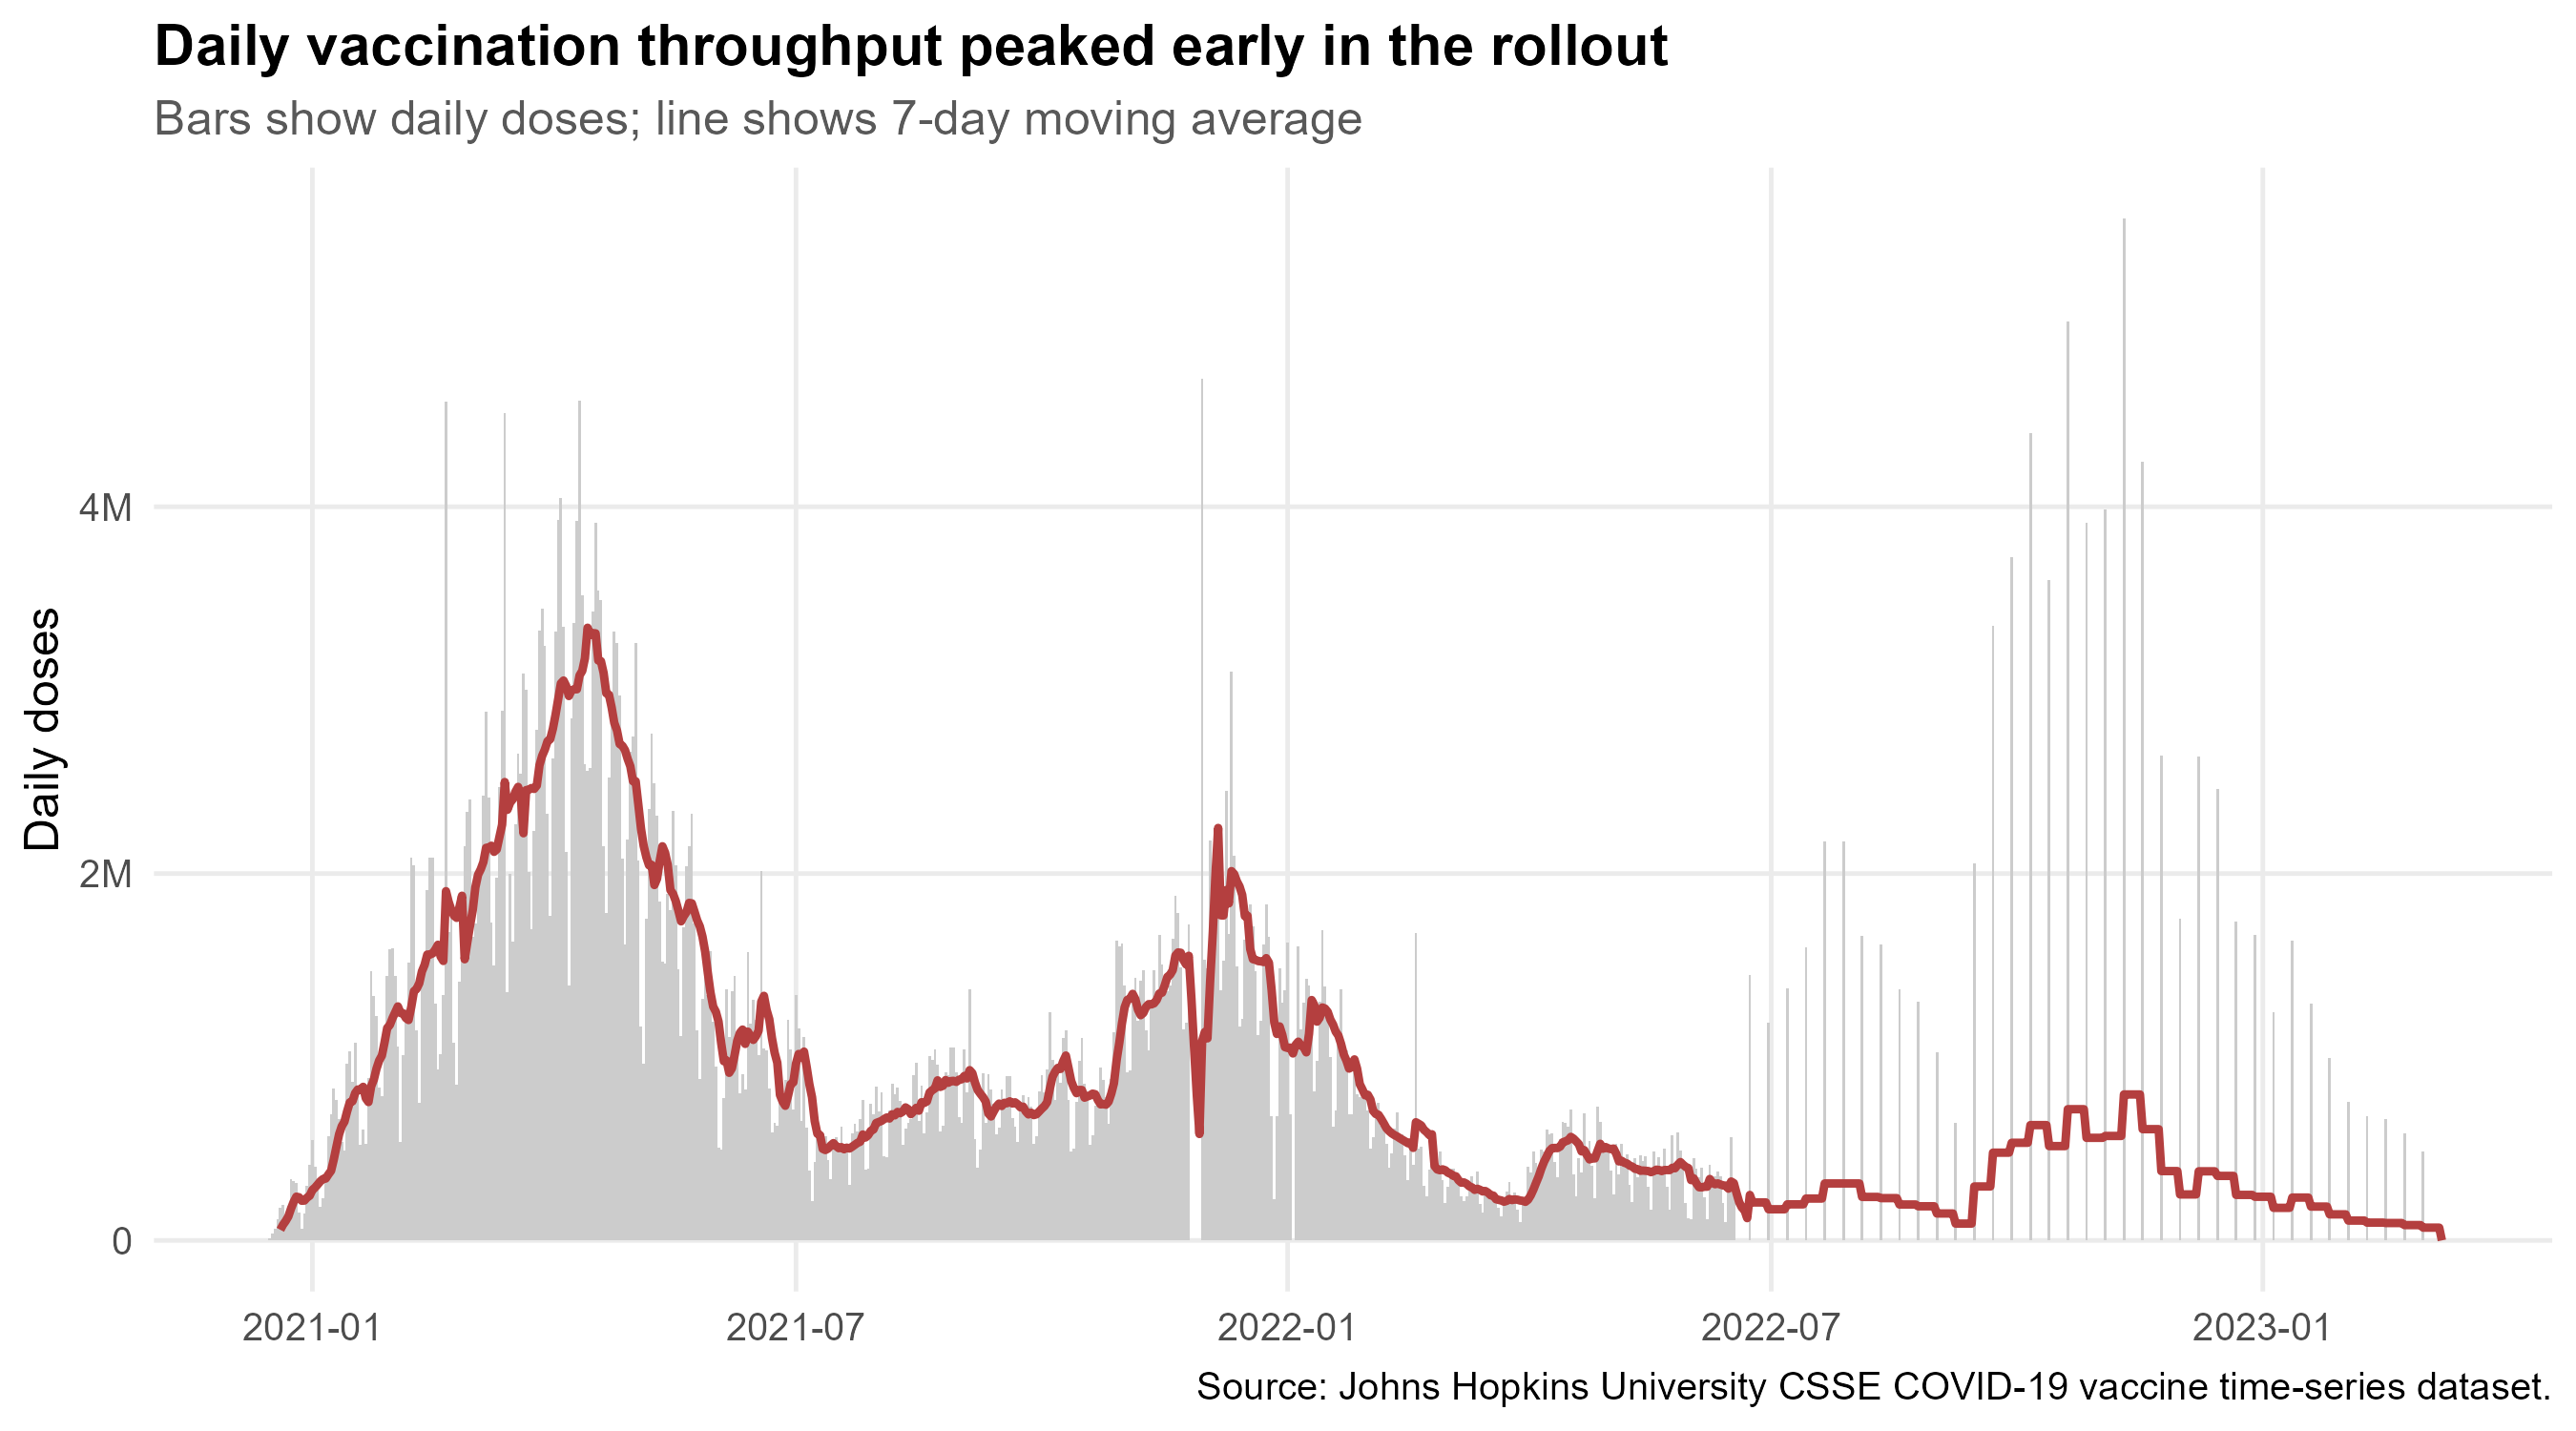 Daily vaccination throughput peaked early in the rollout
Bars show daily doses; line shows 7-day moving average
Daily doses
4M
2M
0
2021-01
2021-07
2022-01
2022-07
2023-01
Source: Johns Hopkins University CSSE COVID-19 vaccine time-series dataset.